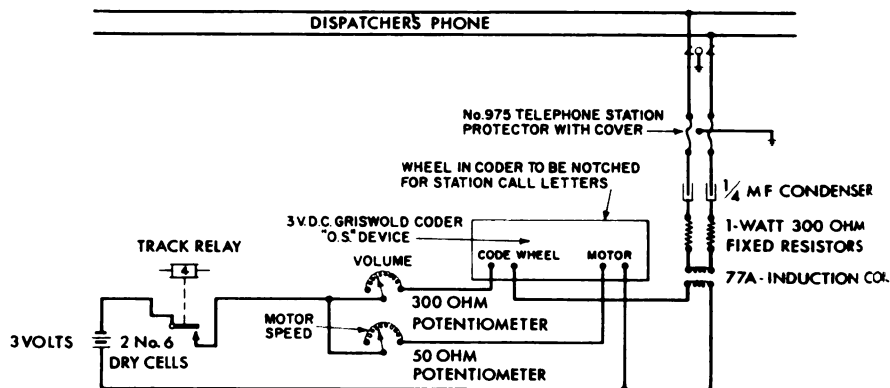 DISPATCHER'S PHONE
No.975 TELEPHONE STATION
PROTECTOR WITH COVER
WHEEL IN CODER TO BE NOTCHED
FOR STATION CALL LETTERS
1/4 MF CONDENSER
3V.D.C. GRISWOLD CODER
"O.S." DEVICE
1-WATT 300 OHM
FIXED RESISTORS
TRACK RELAY
4
CODE WHEEL
MOTOR
VOLUME
77A-INDUCTION COIL
300 OHM
POTENTIOMETER
MOTOR
SPEED
3 VOLTS
2 No. 6
DRY CELLS
50 OHM
POTENTIOMETER